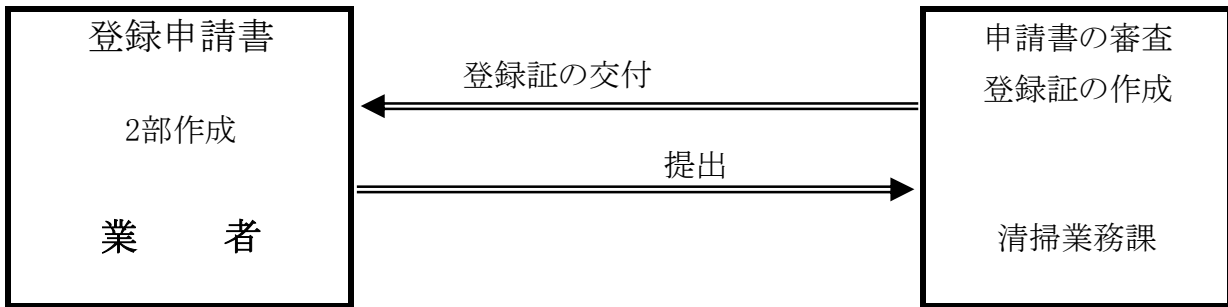 登録申請書
2部作成
業　　者
登録証の交付
提出
申請書の審査
登録証の作成
清掃業務課